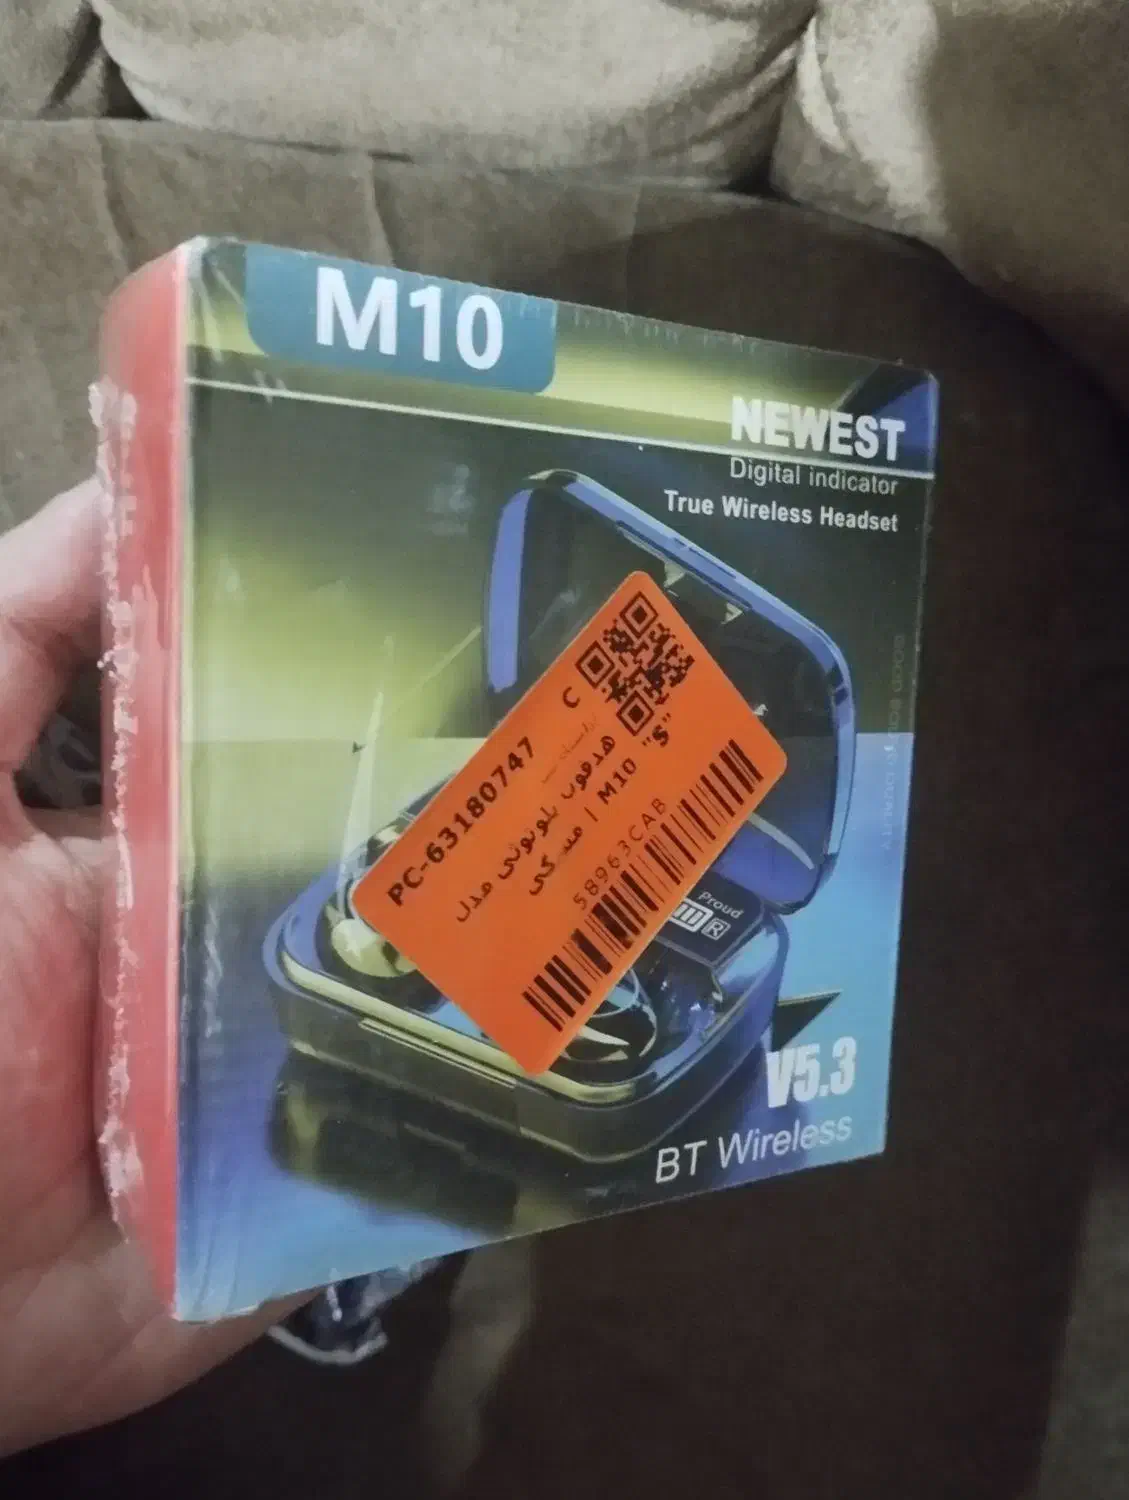 M10
NEWEST
Digital indicator
True Wireless Headset
PC-63180747
C
هدفون بلوتوثی مدل
M10 | مشکی
"S"
58963CAB
Proud
R
V5.3
BT Wireless